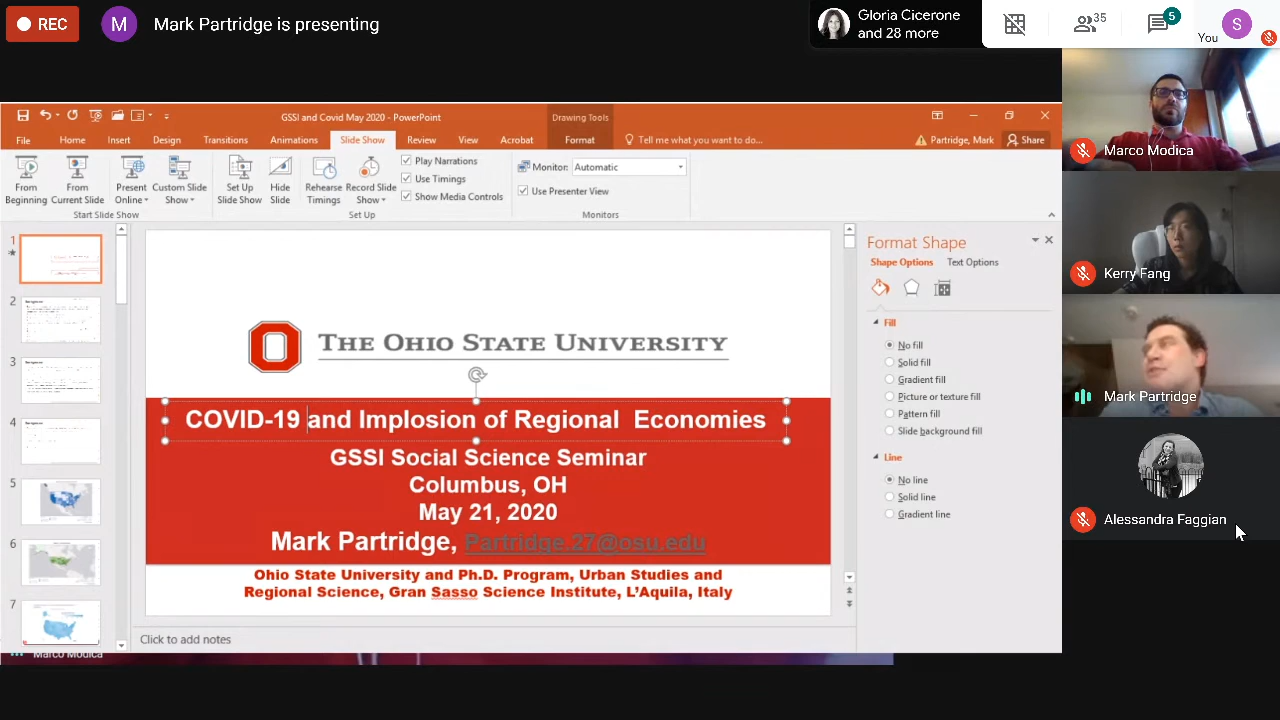 REC
M
Mark Partridge is presenting
Gloria Cicerone
and 28 more
35
5
You
S
GSSI and Covid May 2020 - PowerPoint
Drawing Tools
File
Home
Insert
Design
Transitions
Animations
Slide Show
Review
View
Acrobat
Format
Tell me what you want to do...
Partridge, Mark
Share
From Beginning
From Current Slide
Present Online
Custom Slide Show
Start Slide Show
Set Up Slide Show
Hide Slide
Rehearse Timings
Record Slide Show
Play Narrations
Use Timings
Show Media Controls
Set Up
Monitor: Automatic
Use Presenter View
Monitors
1
2
3
4
5
6
7
THE OHIO STATE UNIVERSITY
COVID-19 and Implosion of Regional Economies
GSSI Social Science Seminar
Columbus, OH
May 21, 2020
Mark Partridge, Partridge.27@osu.edu
Ohio State University and Ph.D. Program, Urban Studies and
Regional Science, Gran Sasso Science Institute, L'Aquila, Italy
Click to add notes
Format Shape
Shape Options
Text Options
Fill
No fill
Solid fill
Gradient fill
Picture or texture fill
Pattern fill
Slide background fill
Line
No line
Solid line
Gradient line
Marco Modica
Kerry Fang
Mark Partridge
Alessandra Faggian
Marco Modica